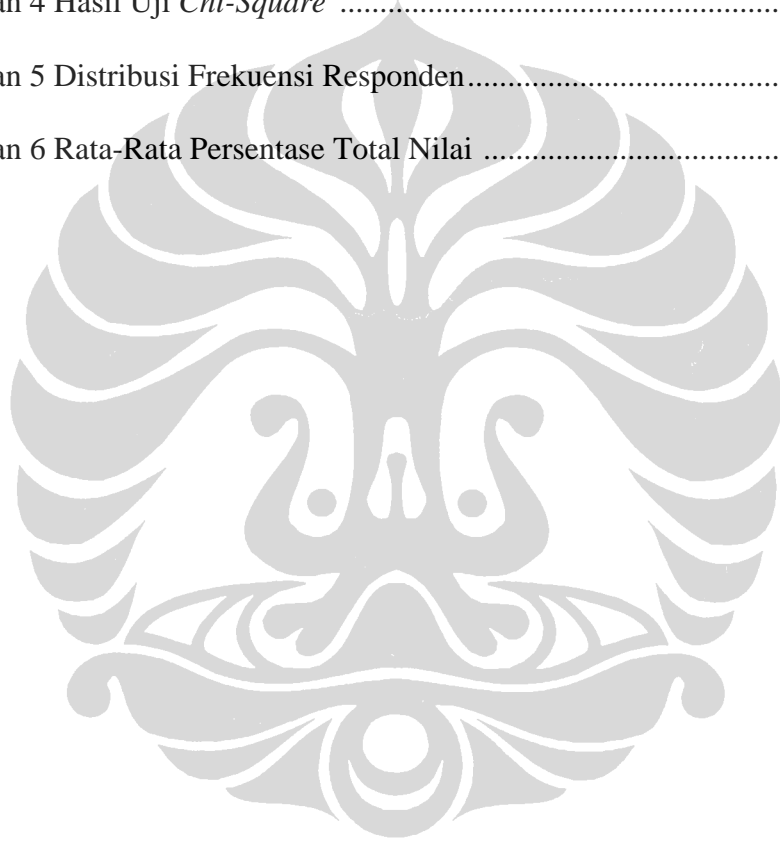 an 4 Hasil Uji Chi-Square ................................................................
an 5 Distribusi Frekuensi Responden.............................................
an 6 Rata-Rata Persentase Total Nilai ...........................................